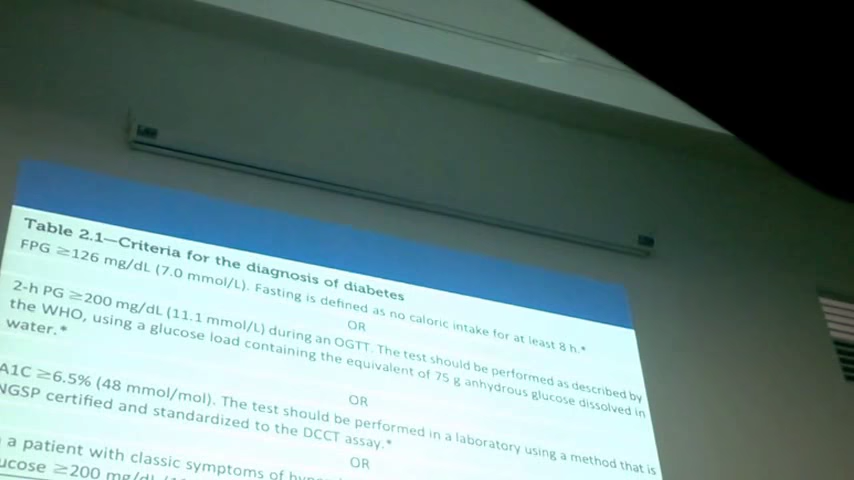 Table 2.1—Criteria for the diagnosis of diabetes
FPG ≥126 mg/dL (7.0 mmol/L). Fasting is defined as no caloric intake for at least 8 h.*
OR
2-h PG ≥200 mg/dL (11.1 mmol/L) during an OGTT. The test should be performed as described by
the WHO, using a glucose load containing the equivalent of 75 g anhydrous glucose dissolved in
water.*
OR
A1C ≥6.5% (48 mmol/mol). The test should be performed in a laboratory using a method that is
NGSP certified and standardized to the DCCT assay.*
OR
a patient with classic symptoms of
≥200 mg/dL